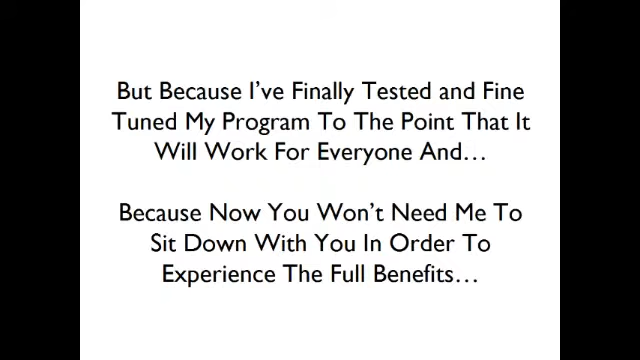 But Because I’ve Finally Tested and Fine
Tuned My Program To The Point That It
Will Work For Everyone And…
Because Now You Won’t Need Me To
Sit Down With You In Order To
Experience The Full Benefits…